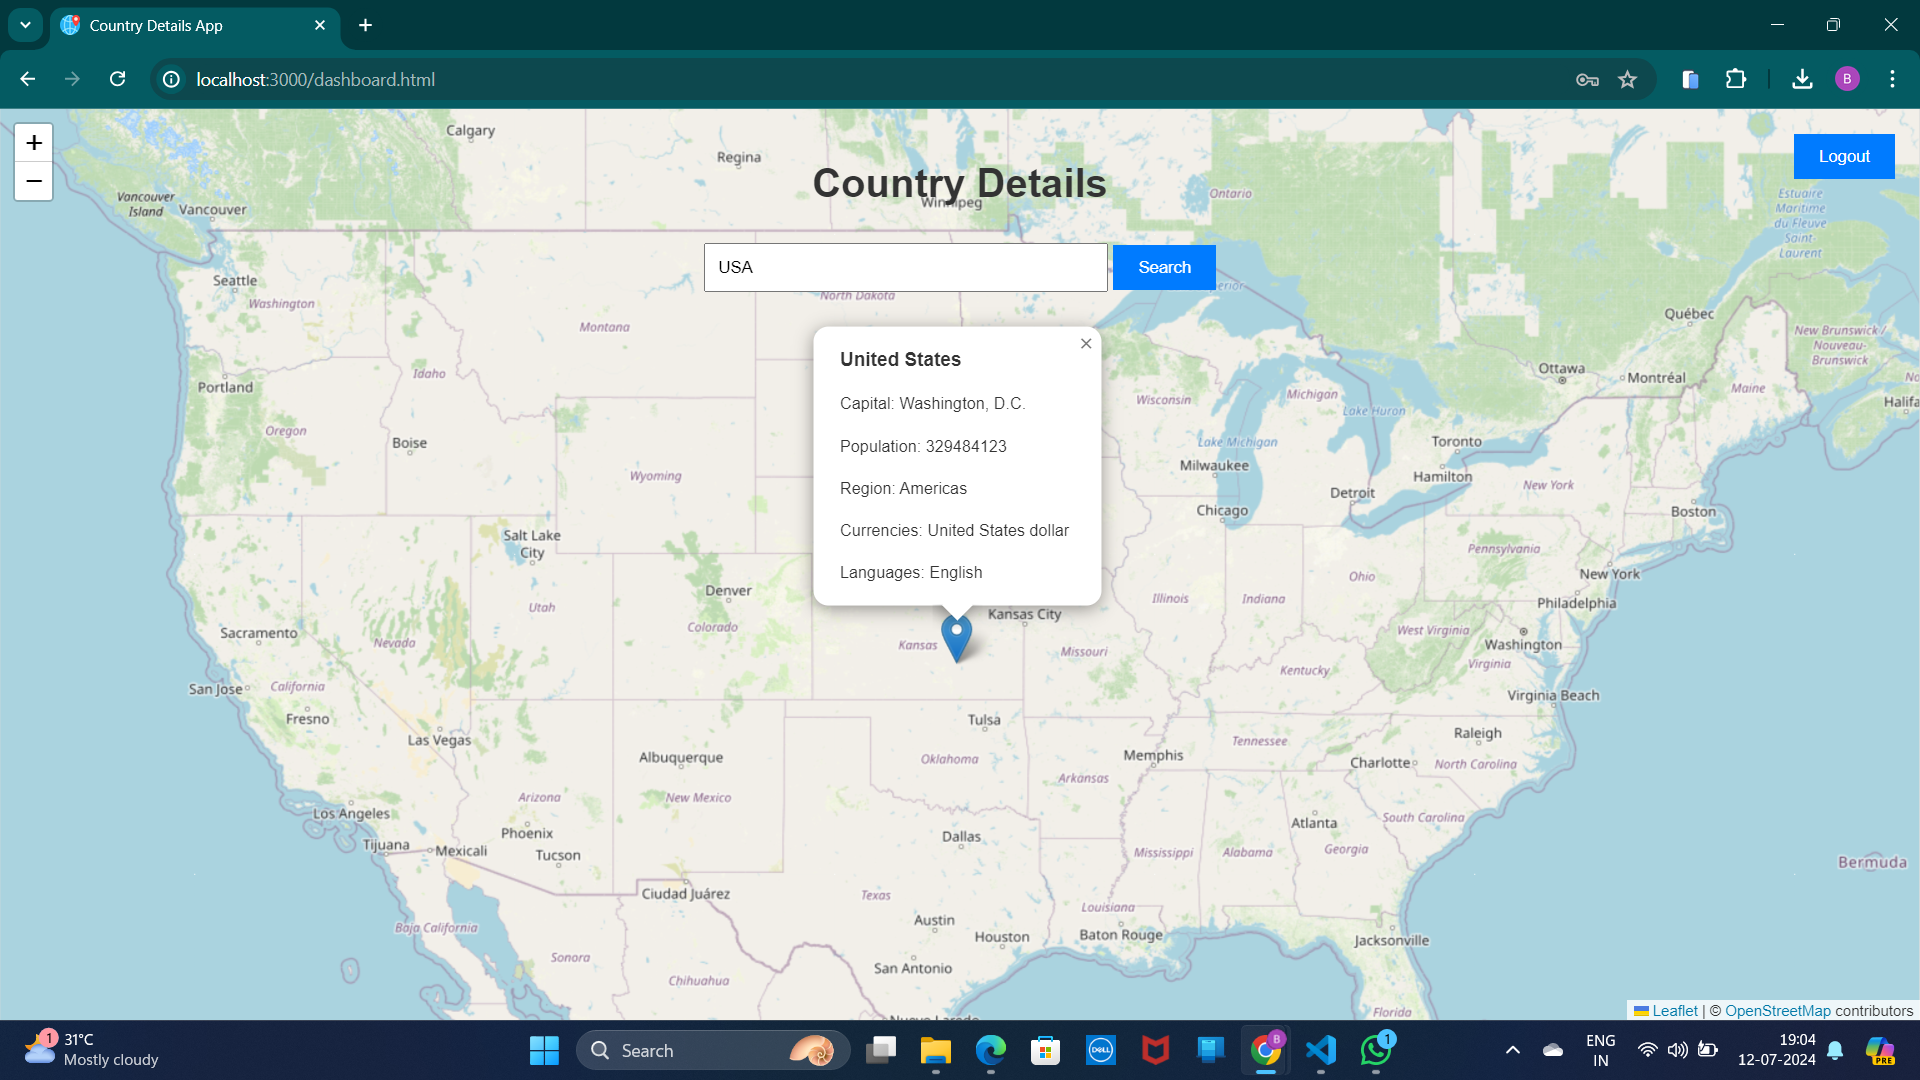 Country Details App
localhost:3000/dashboard.html
B
+
−
Logout
Country Details
USA
Search
×
United States
Capital: Washington, D.C.
Population: 329484123
Region: Americas
Currencies: United States dollar
Languages: English
Calgary
Regina
Winnipeg
Ontario
Vancouver
Island
Vancouver
Estuaire
Maritime
du Fleuve
Saint-
Laurent
Seattle
Washington
North Dakota
Montana
Québec
New Brunswick /
Nouveau-
Brunswick
Portland
Idaho
Wisconsin
Michigan
Lake Huron
Ottawa
Montréal
Maine
Oregon
Boise
Lake Michigan
Toronto
Wyoming
Milwaukee
Hamilton
Detroit
New York
Chicago
Boston
Salt Lake
City
Pennsylvania
New York
Denver
Utah
Colorado
Ohio
Illinois
Indiana
Philadelphia
Kansas City
Sacramento
Nevada
Kansas
Missouri
West Virginia
Washington
Virginia
Kentucky
San Jose
California
Virginia Beach
Fresno
Tulsa
Las Vegas
Albuquerque
Oklahoma
Memphis
Tennessee
Raleigh
Charlotte
North Carolina
Arkansas
Arizona
New Mexico
Los Angeles
Phoenix
Dallas
Atlanta
South Carolina
Tijuana
Mexicali
Tucson
Mississippi
Alabama
Georgia
Bermuda
Ciudad Juárez
Texas
Louisiana
Austin
Baja California
Houston
Baton Rouge
Jacksonville
Sonora
San Antonio
Chihuahua
Florida
Nuevo Laredo
Leaflet | © OpenStreetMap contributors
1
31°C
Mostly cloudy
Search
DELL
B
1
ENG
IN
19:04
12-07-2024
PRE